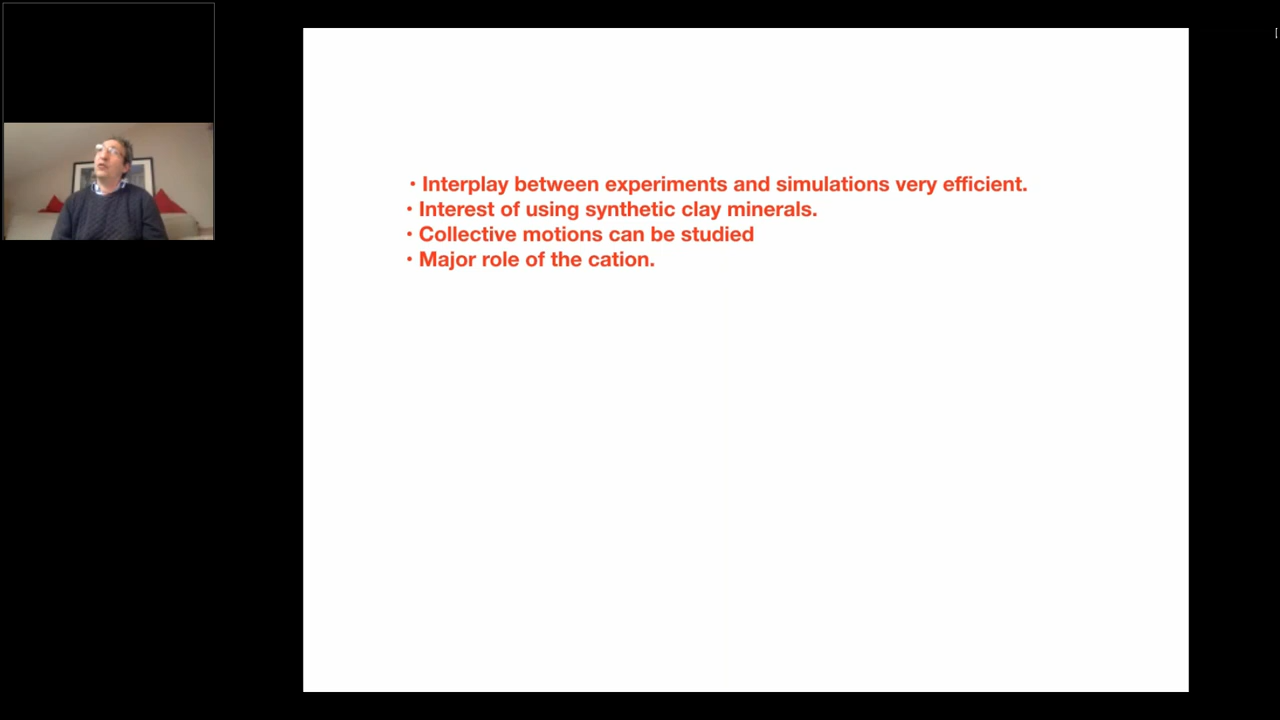 • Interplay between experiments and simulations very efficient.
• Interest of using synthetic clay minerals.
• Collective motions can be studied
• Major role of the cation.